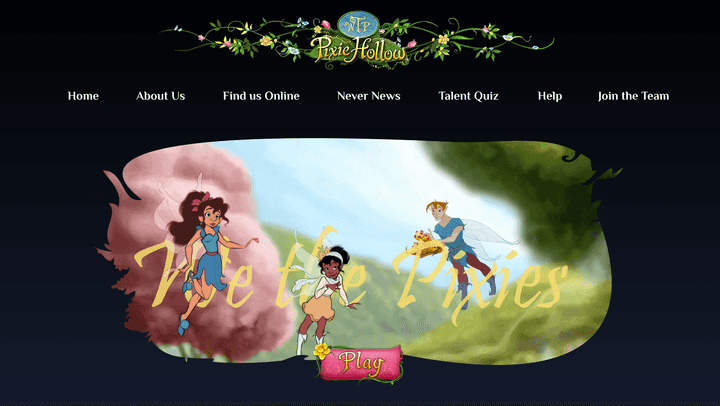 WTP
Pixie Hollow
Home About Us Find us Online Never News Talent Quiz Help Join the Team
We the Pixies
Play